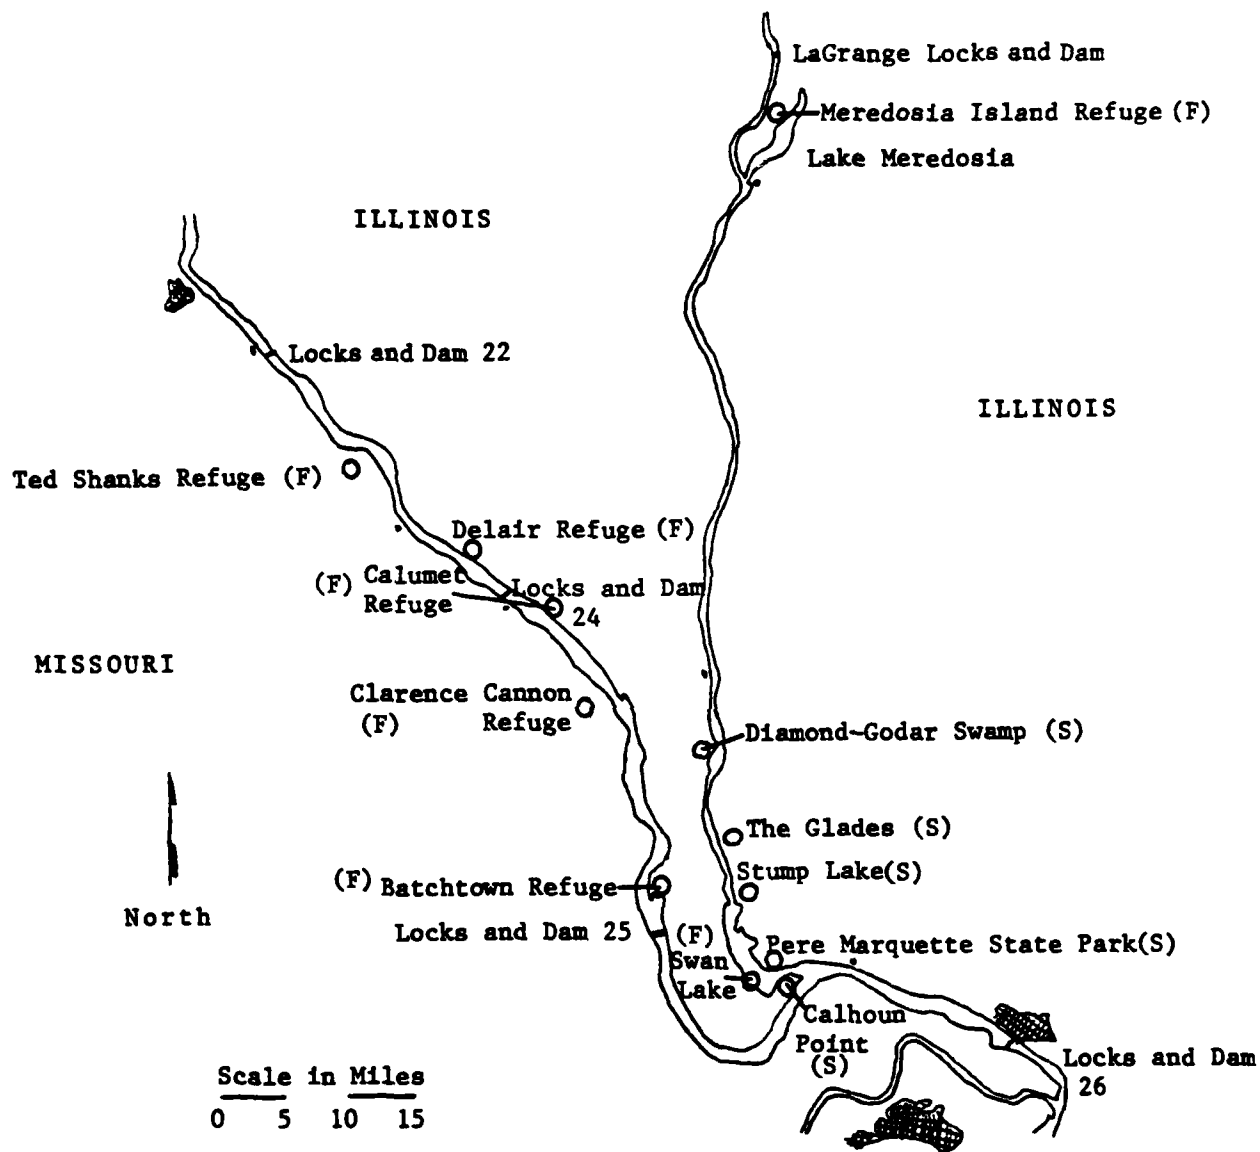 LaGrange Locks and Dam
Meredosia Island Refuge (F)
Lake Meredosia
ILLINOIS
Locks and Dam 22
ILLINOIS
Ted Shanks Refuge (F)
Delair Refuge (F)
(F) Calumet
Refuge
Locks and Dam
24
MISSOURI
Clarence Cannon
(F) Refuge
Diamond-Godar Swamp (S)
The Glades (S)
Stump Lake(S)
(F) Batchtown Refuge
North
Locks and Dam 25
(F)
Swan
Lake
Pere Marquette State Park(S)
Calhoun
Point
(S)
Locks and Dam
26
Scale in Miles
0 5 10 15